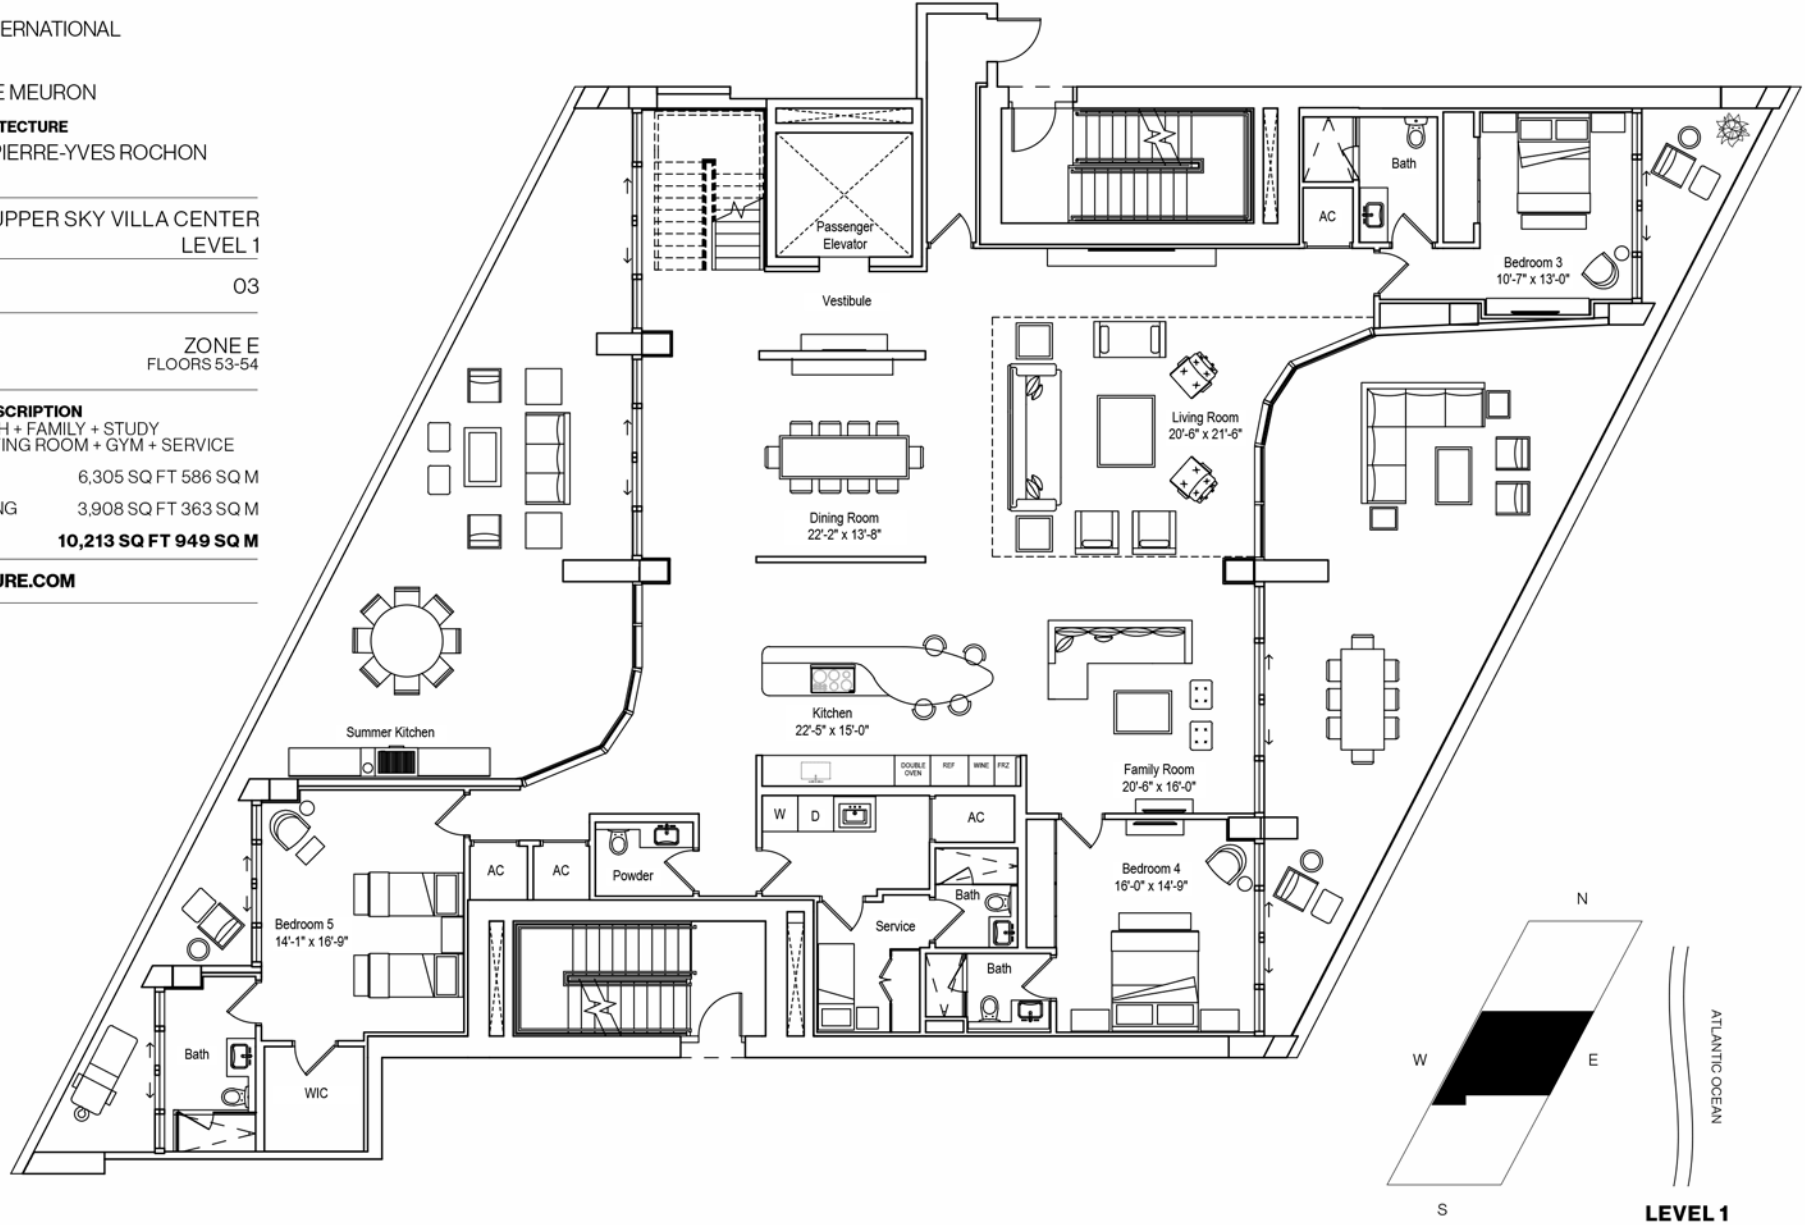 ERNATIONAL
E MEURON
TECTURE
PIERRE-YVES ROCHON
UPPER SKY VILLA CENTER
LEVEL 1
03
ZONE E
FLOORS 53-54
SCRIPTION
H + FAMILY + STUDY
ING ROOM + GYM + SERVICE
6,305 SQ FT 586 SQ M
NG 3,908 SQ FT 363 SQ M
10,213 SQ FT 949 SQ M
URE.COM
Passenger
Elevator
Vestibule
Bath
AC
Bedroom 3
10'-7" x 13'-0"
Living Room
20'-6" x 21'-6"
Dining Room
22'-2" x 13'-8"
Summer Kitchen
Kitchen
22'-5" x 15'-0"
DOUBLE
OVEN
REF
WINE
FRZ
Family Room
20'-6" x 16'-0"
W
D
AC
AC
AC
Powder
Bath
Bedroom 4
16'-0" x 14'-9"
Bedroom 5
14'-1" x 16'-9"
Service
Bath
Bath
WIC
N
W
E
S
ATLANTIC OCEAN
LEVEL 1